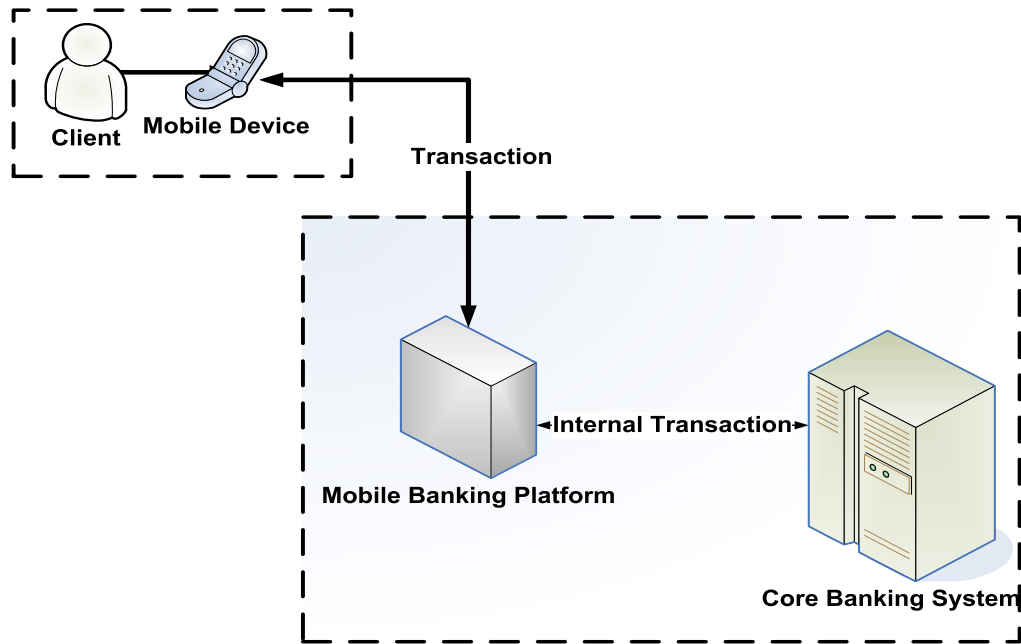 Client
Mobile Device
Transaction
Internal Transaction
Mobile Banking Platform
Core Banking System